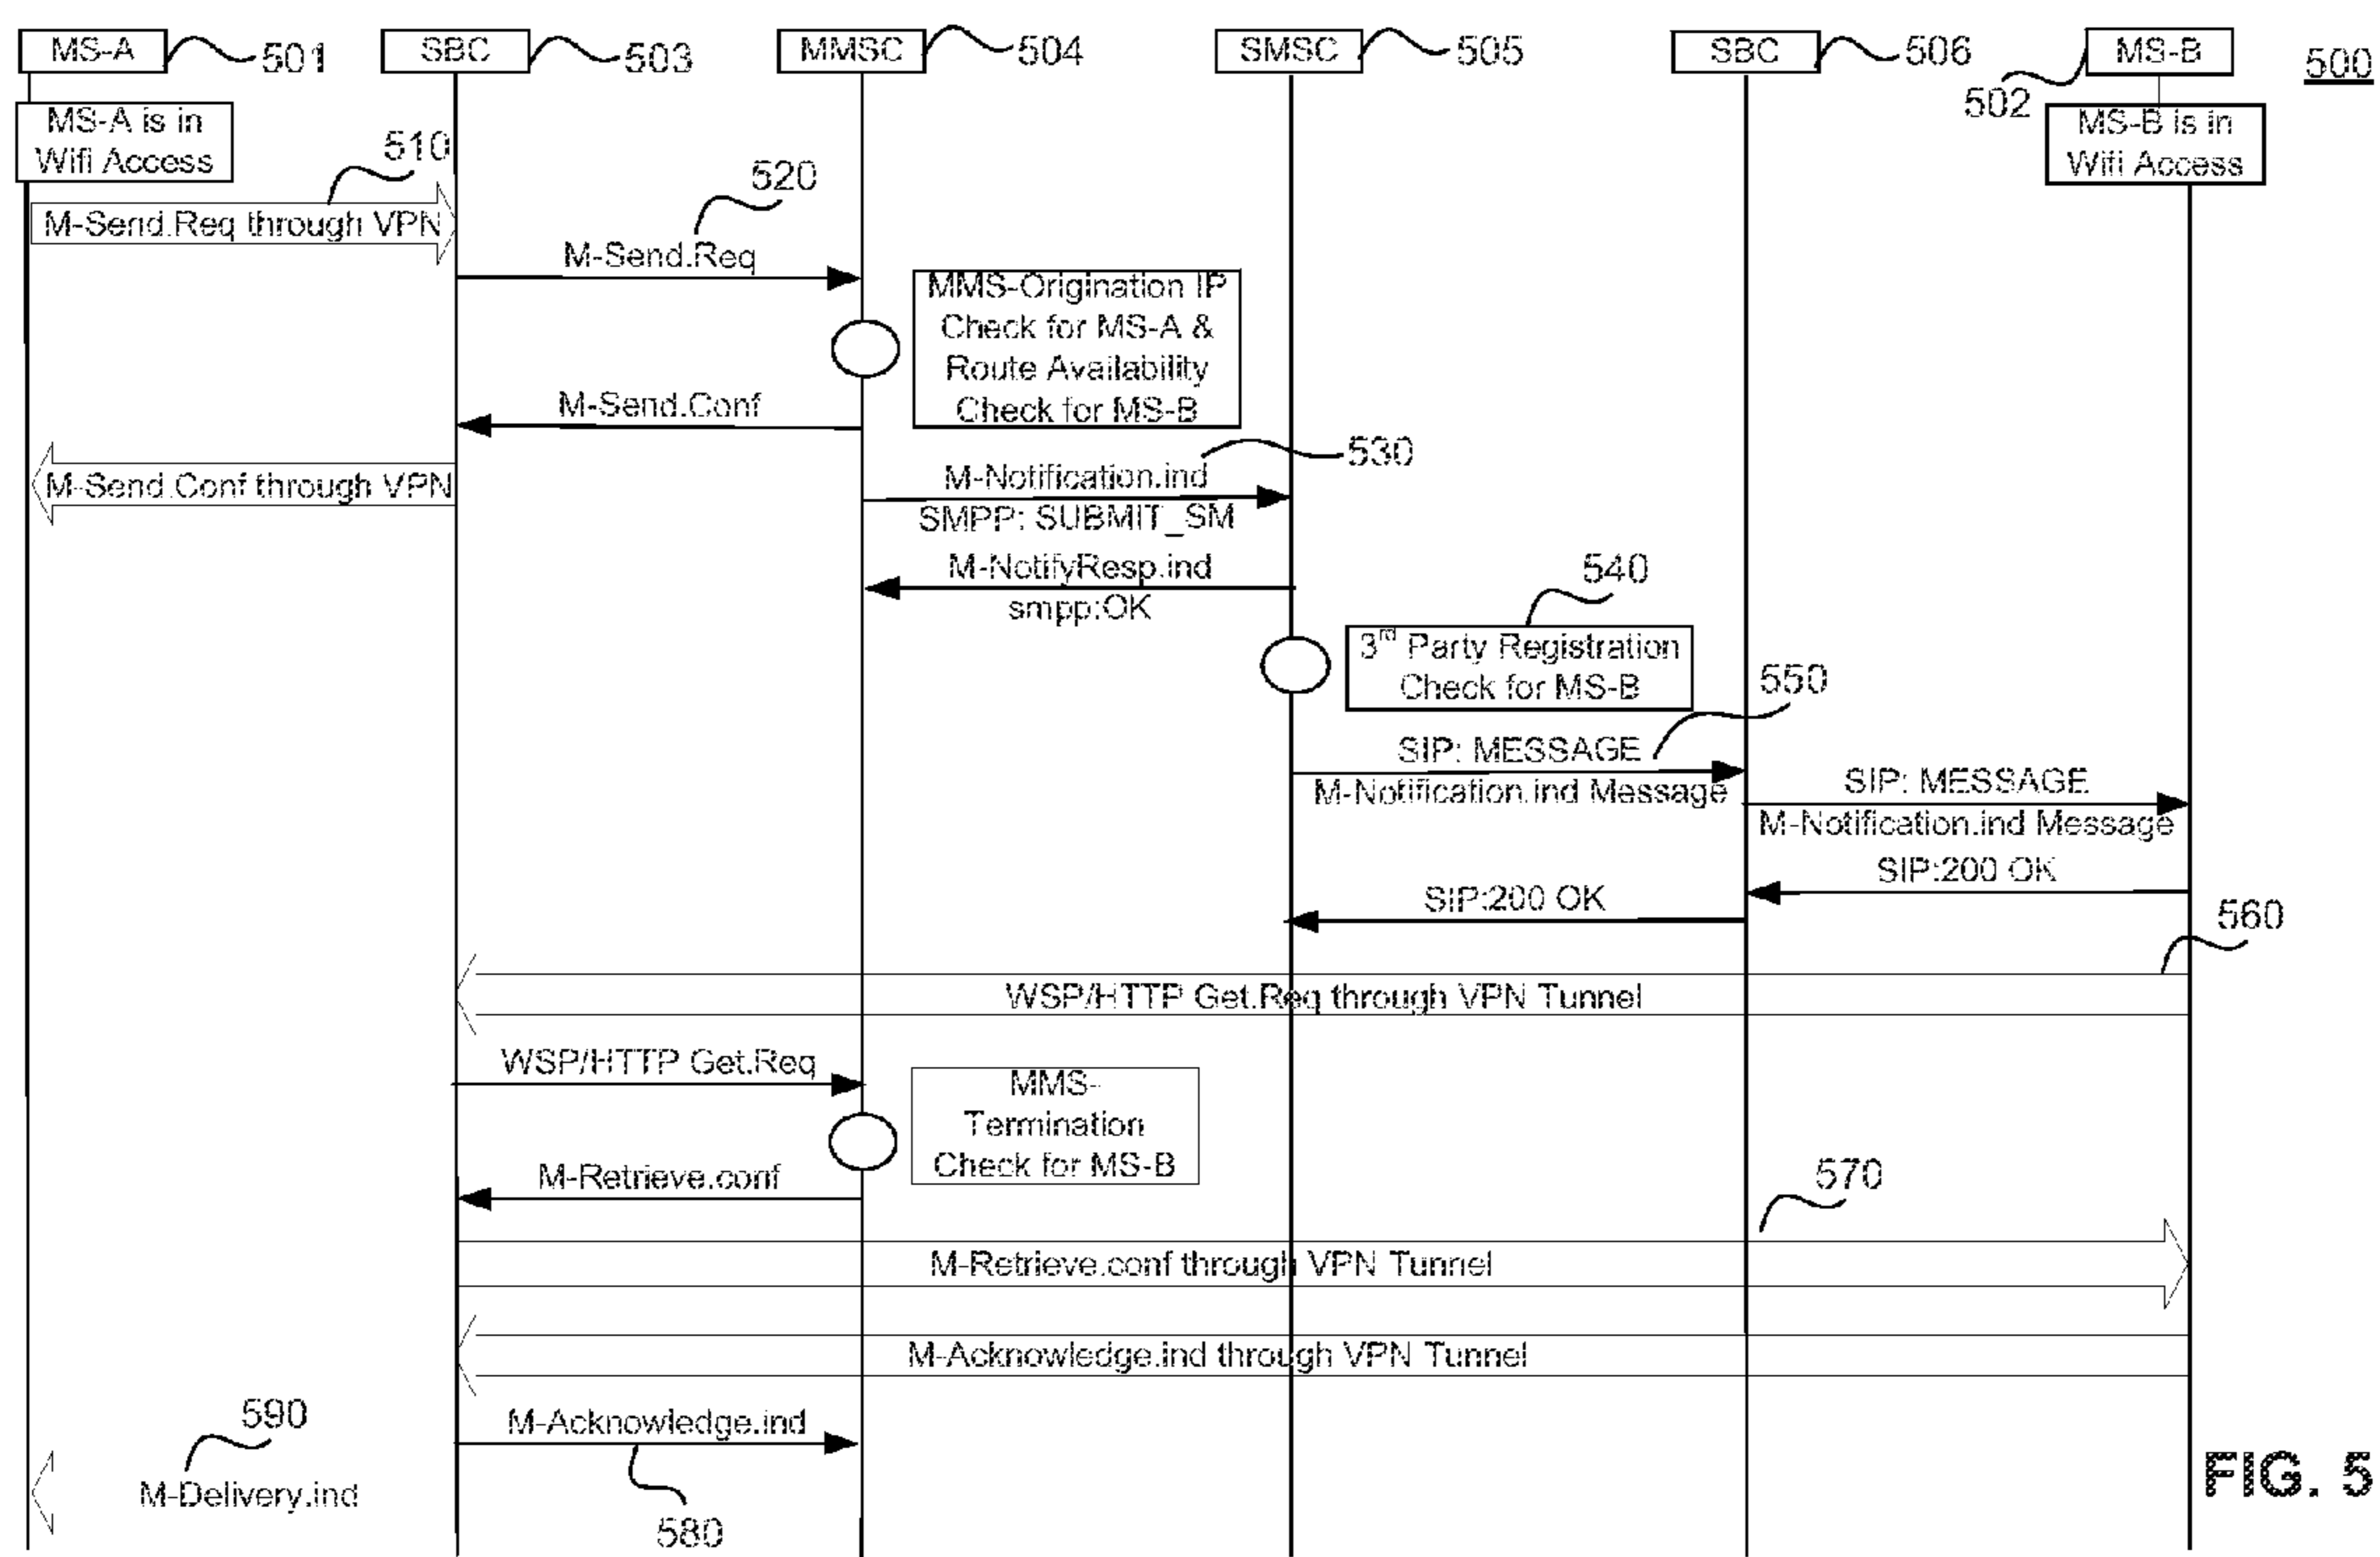 MS-A
501
SBC
503
MMSC
504
SMSC
505
SBC
506
MS-B
502
500
MS-A is in
Wifi Access
MS-B is in
Wifi Access
510
M-Send.Req through VPN
520
M-Send.Req
MMS-Origination IP
Check for MS-A &
Route Availability
Check for MS-B
M-Send.Conf
M-Send.Conf through VPN
530
M-Notification.ind
SMPP: SUBMIT_SM
M-NotifyResp.ind
smpp:OK
540
3rd Party Registration
Check for MS-B
550
SIP: MESSAGE
M-Notification.ind Message
SIP: MESSAGE
M-Notification.ind Message
SIP:200 OK
SIP:200 OK
560
WSP/HTTP Get.Req through VPN Tunnel
WSP/HTTP Get.Req
MMS-
Termination
Check for MS-B
M-Retrieve.conf
570
M-Retrieve.conf through VPN Tunnel
M-Acknowledge.ind through VPN Tunnel
M-Acknowledge.ind
580
590
M-Delivery.ind
FIG. 5